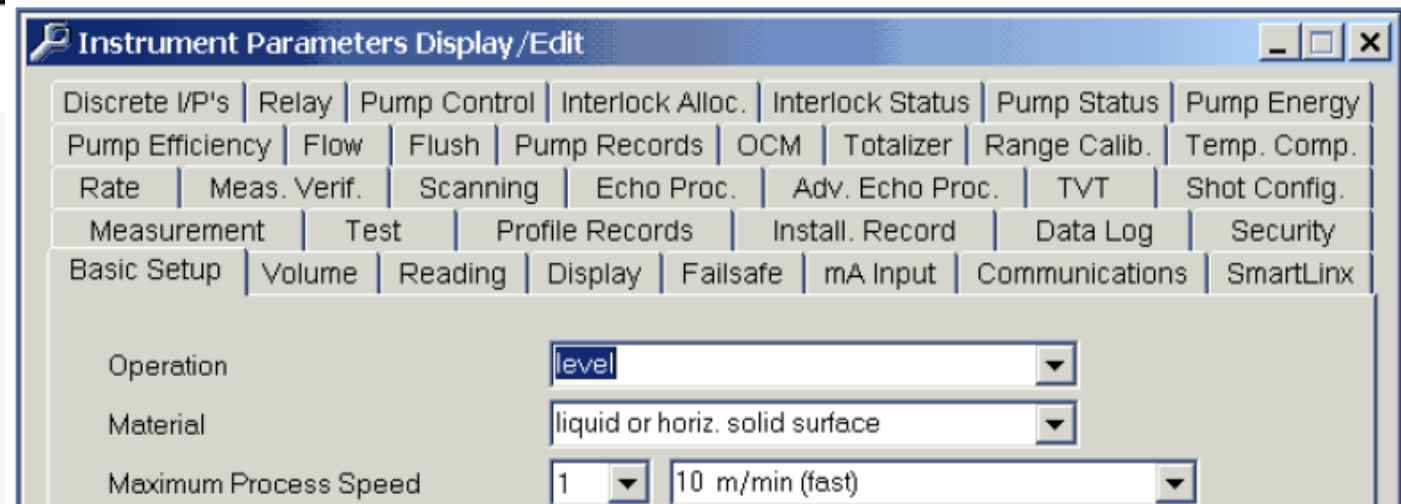 Instrument Parameters Display/Edit
Discrete I/P's Relay Pump Control Interlock Alloc. Interlock Status Pump Status Pump Energy
Pump Efficiency Flow Flush Pump Records OCM Totalizer Range Calib. Temp. Comp.
Rate Meas. Verif. Scanning Echo Proc. Adv. Echo Proc. TVT Shot Config.
Measurement Test Profile Records Install. Record Data Log Security
Basic Setup Volume Reading Display Failsafe mA Input Communications SmartLinx
Operation level
Material liquid or horiz. solid surface
Maximum Process Speed 1 10 m/min (fast)